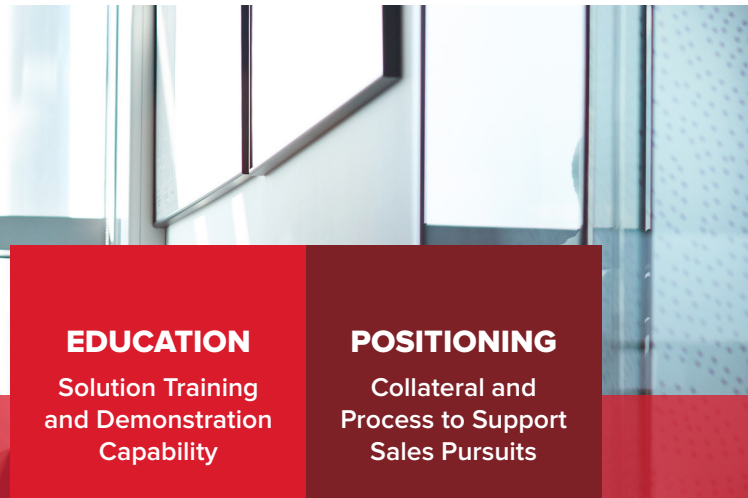 EDUCATION
Solution Training
and Demonstration
Capability
POSITIONING
Collateral and
Process to Support
Sales Pursuits